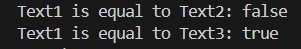 Text1 is equal to Text2: false
Text1 is equal to Text3: true